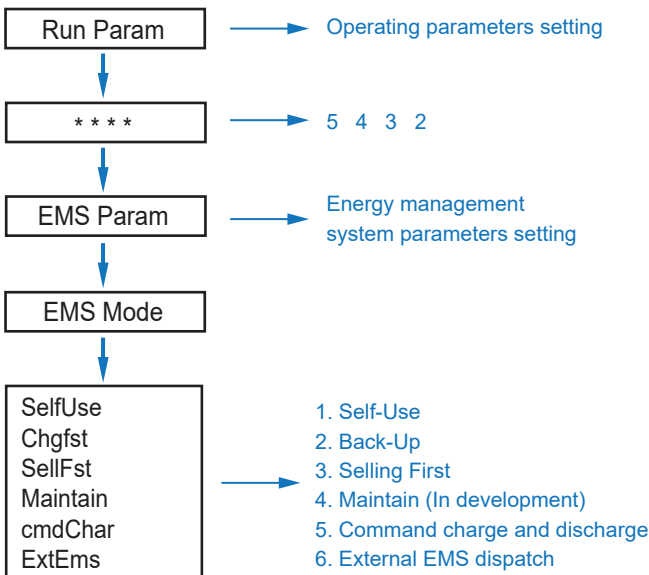 Run Param
Operating parameters setting
* * * *
5 4 3 2
EMS Param
Energy management
system parameters setting
EMS Mode
SelfUse
Chgfst
SellFst
Maintain
cmdChar
ExtEms
1. Self-Use
2. Back-Up
3. Selling First
4. Maintain (In development)
5. Command charge and discharge
6. External EMS dispatch